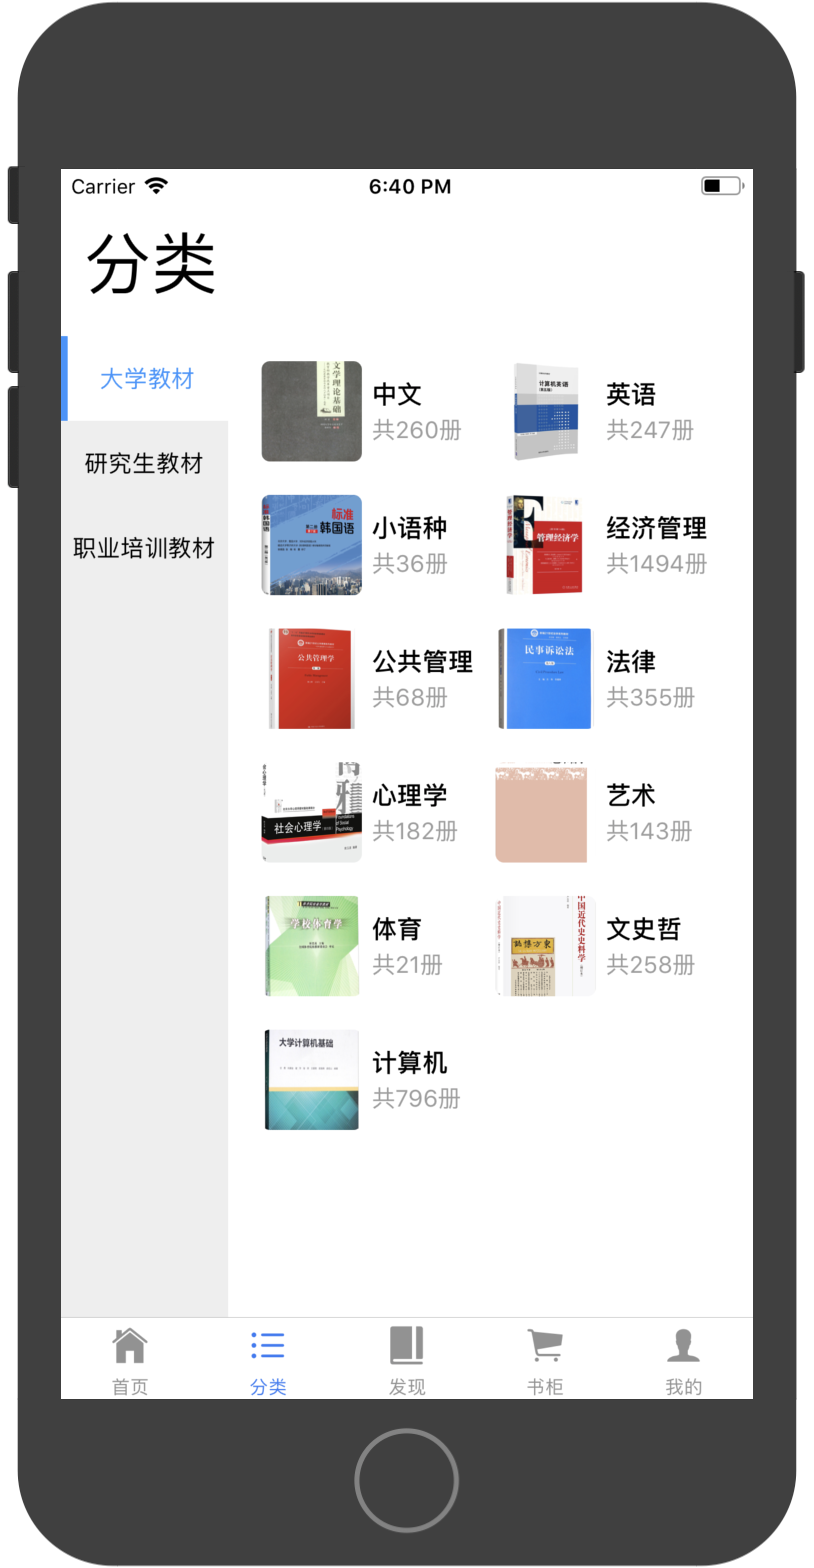 Carrier
6:40 PM
分类
大学教材
研究生教材
职业培训教材
文学理论基础
中文
共260册
计算机英语
英语
共247册
标准
韩国语
小语种
共36册
管理经济学
管理经济学
经济管理
共1494册
公共管理学
公共管理
共68册
民事诉讼法
法律
共355册
社会心理学
Foundations
of Social
Psychology
心理学
共182册
艺术
共143册
学校体育学
体育
共21册
中国近代史史料学
文史哲
共258册
大学计算机基础
计算机
共796册
首页
分类
发现
书柜
我的